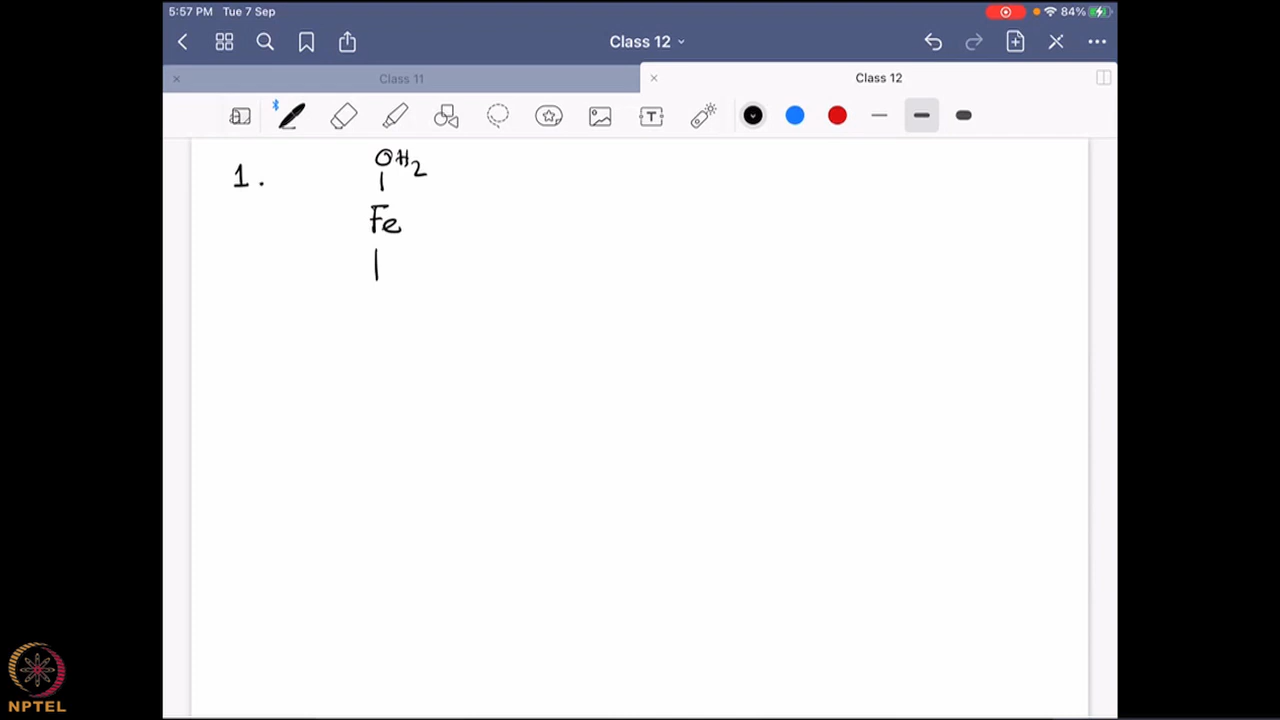 5:57 PM Tue 7 Sep
84%
Class 12
Class 11
Class 12
T
1.
OH2
Fe
NPTEL